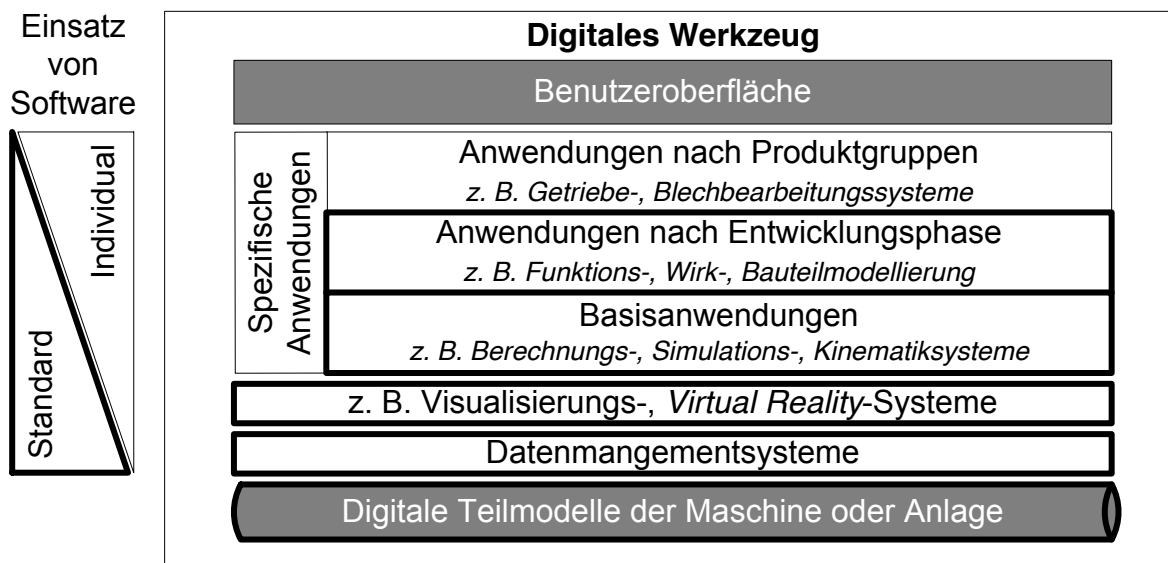 Einsatz
von
Software
Individual
Standard
Digitales Werkzeug
Benutzeroberfläche
Spezifische
Anwendungen
Anwendungen nach Produktgruppen
z. B. Getriebe-, Blechbearbeitungssysteme
Anwendungen nach Entwicklungsphase
z. B. Funktions-, Wirk-, Bauteilmodellierung
Basisanwendungen
z. B. Berechnungs-, Simulations-, Kinematiksysteme
z. B. Visualisierungs-, Virtual Reality-Systeme
Datenmangementsysteme
Digitale Teilmodelle der Maschine oder Anlage